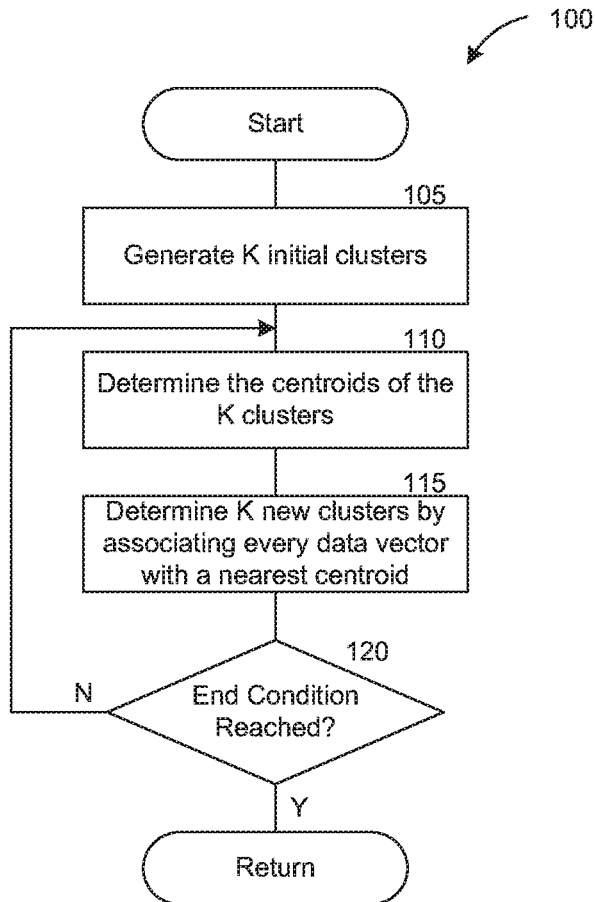 100
Start
105
Generate K initial clusters
110
Determine the centroids of the
K clusters
115
Determine K new clusters by
associating every data vector
with a nearest centroid
120
N
End Condition
Reached?
Y
Return